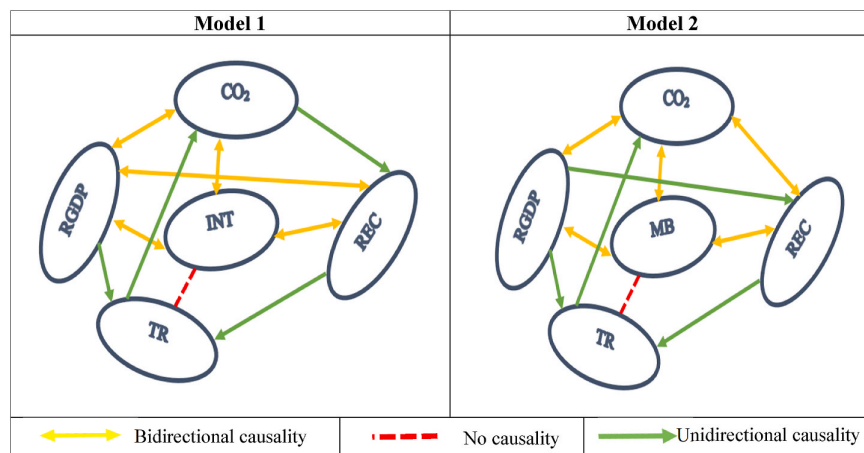 Model 1
Model 2
CO₂
RGDP
INT
REC
TR
CO₂
RGDP
MB
REC
TR
Bidirectional causality
No causality
Unidirectional causality